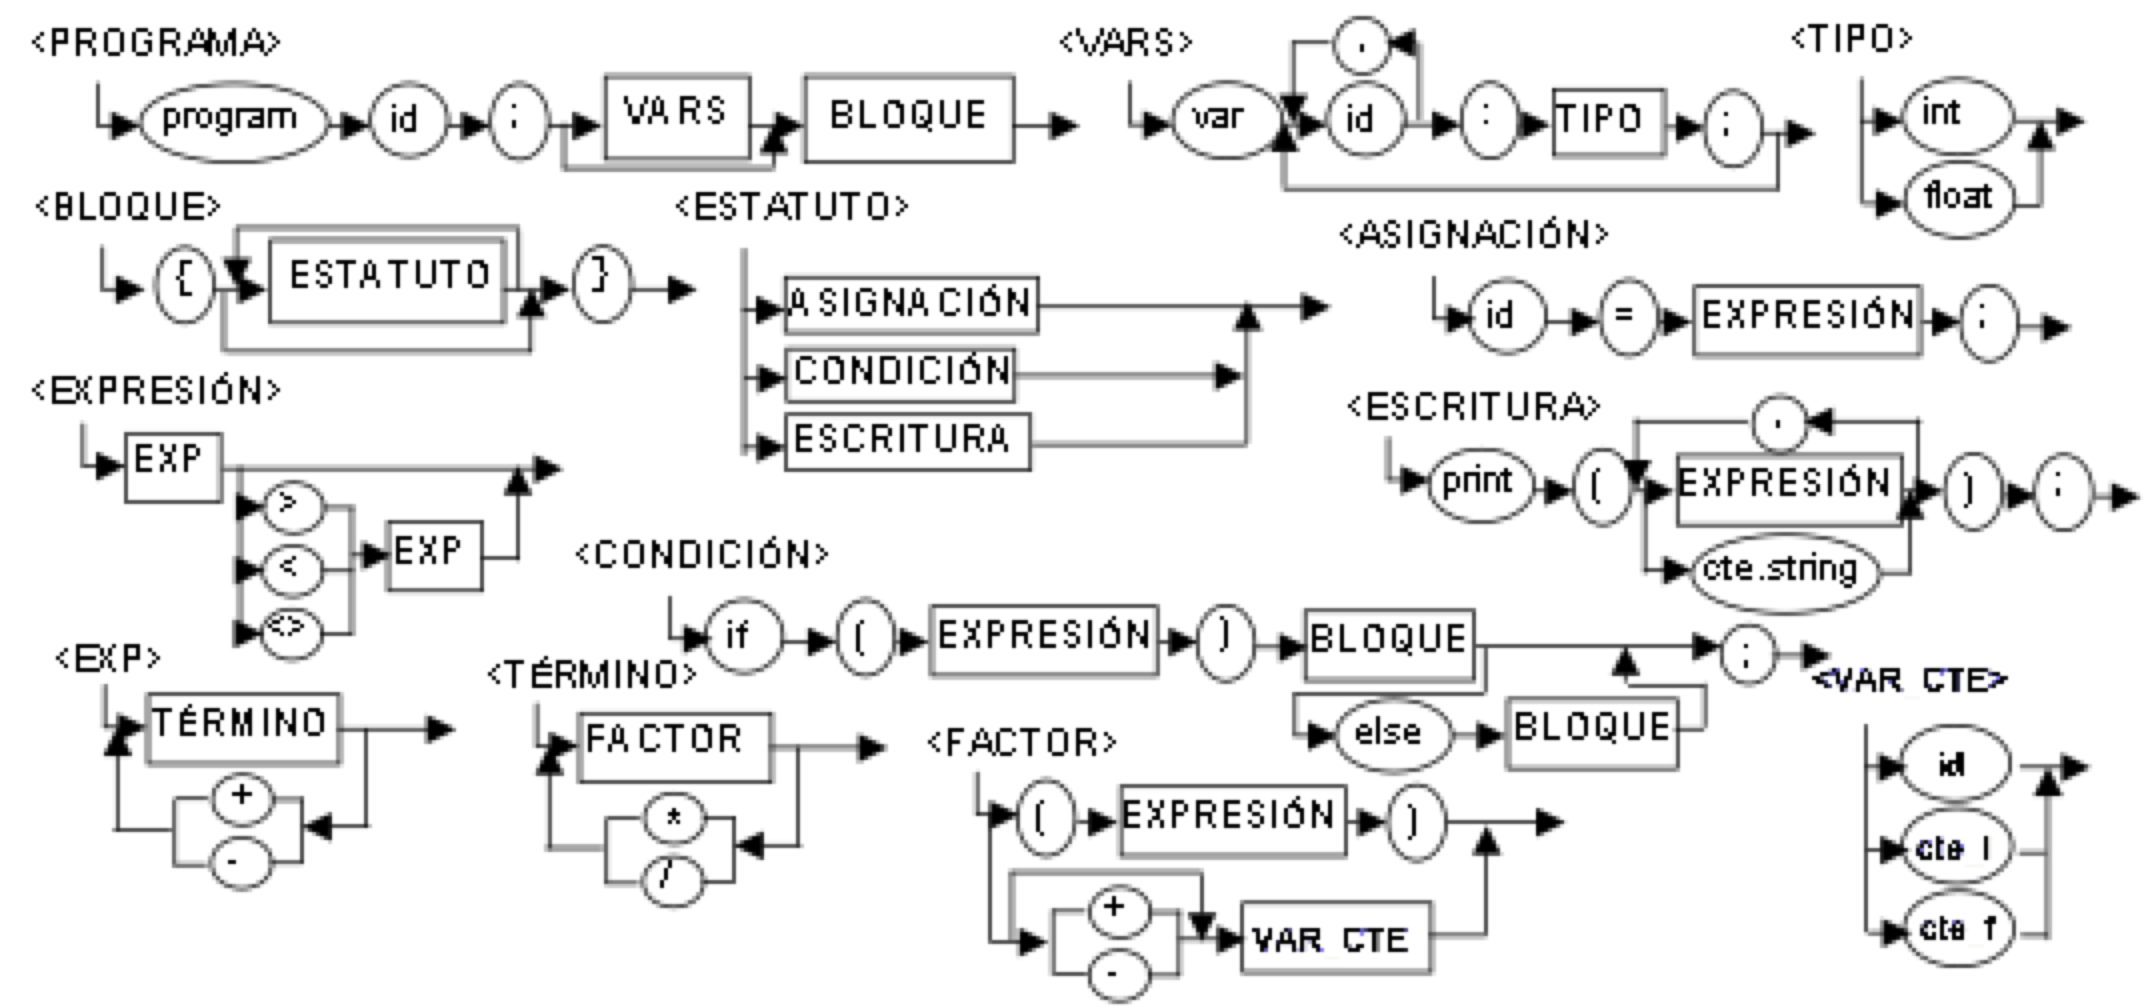 <PROGRAMA>
program id ; VARS BLOQUE
<VARS>
,
var id : TIPO ;
<TIPO>
int
float
<BLOQUE>
{ ESTATUTO }
<ESTATUTO>
ASIGNACIÓN
CONDICIÓN
ESCRITURA
<ASIGNACIÓN>
id = EXPRESIÓN ;
<EXPRESIÓN>
EXP
>
<
<>
EXP
<ESCRITURA>
,
print ( EXPRESIÓN ) ;
cte.string
<CONDICIÓN>
if ( EXPRESIÓN ) BLOQUE ;
else BLOQUE
<EXP>
TÉRMINO
+
-
<TÉRMINO>
FACTOR
*
/
<FACTOR>
( EXPRESIÓN )
+
-
VAR CTE
<VAR CTE>
id
cte i
cte f